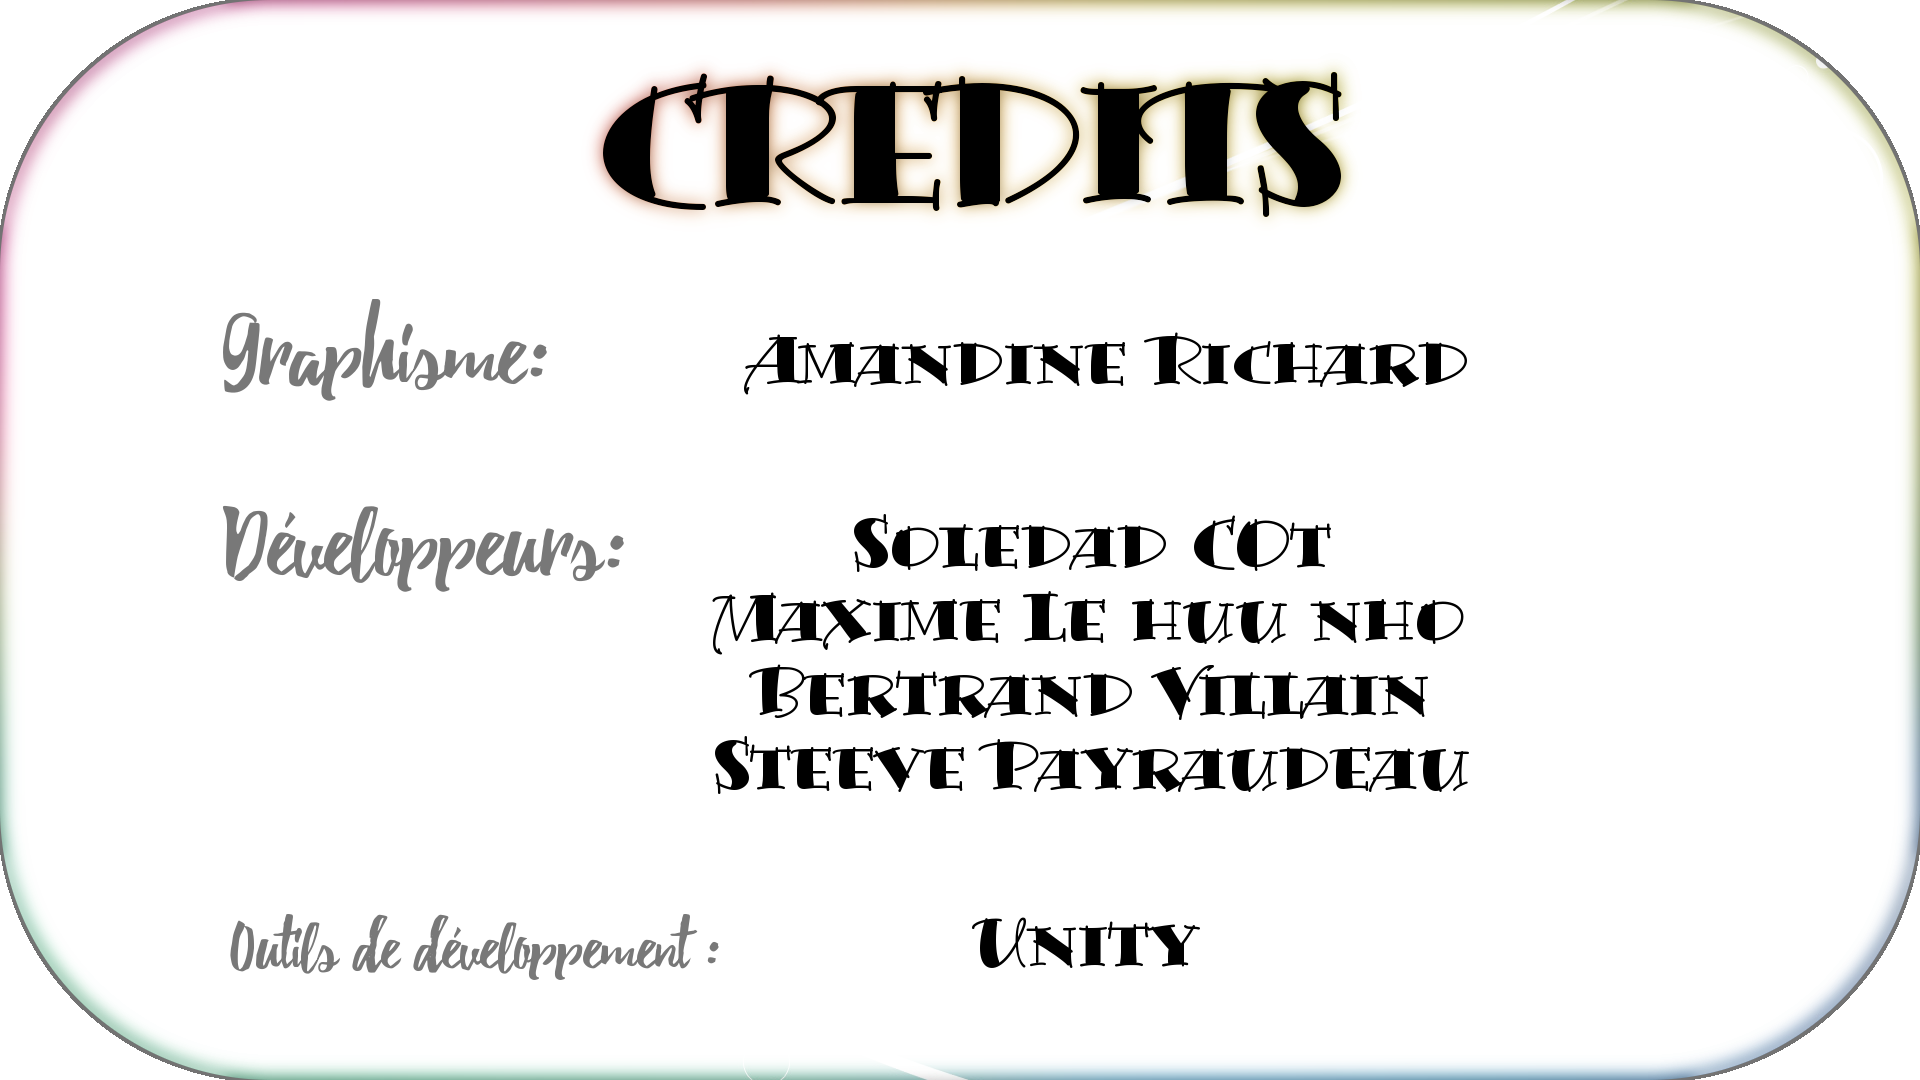 CREDITS
Graphisme:
Amandine Richard
Développeurs:
Soledad COT
Maxime Le huu nho
Bertrand Villain
Steeve Payraudeau
Outils de développement :
Unity